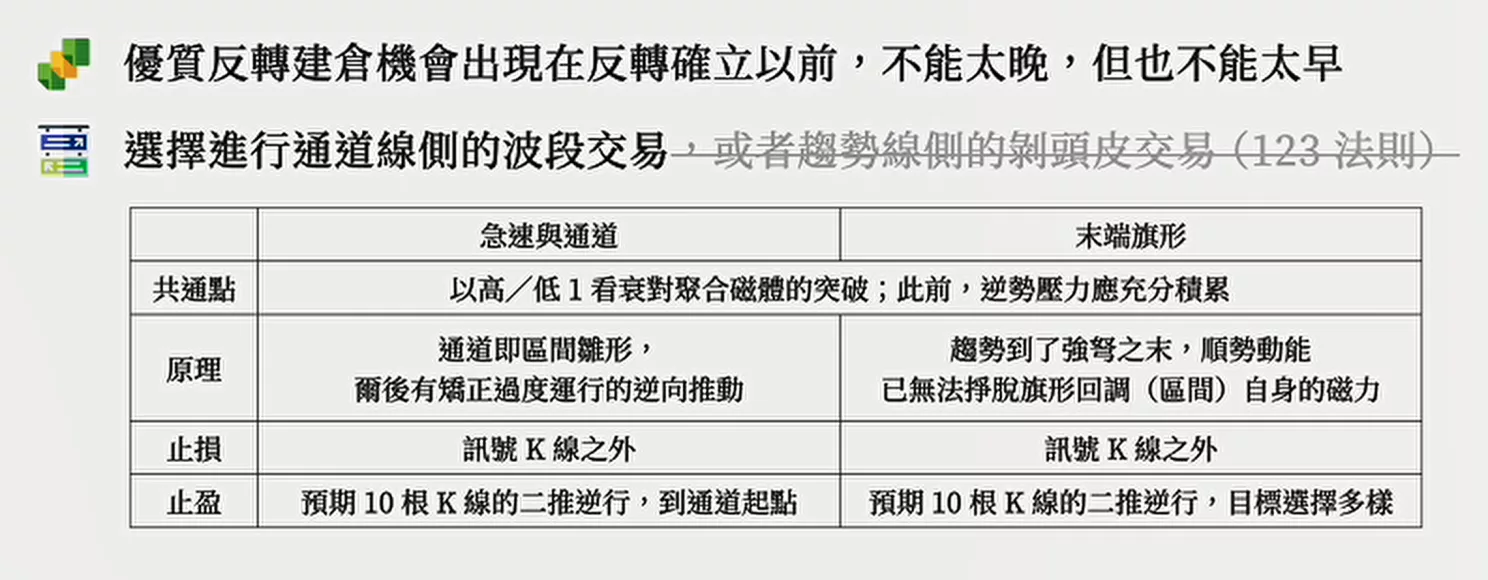 優質反轉建倉機會出現在反轉確立以前，不能太晚，但也不能太早
選擇進行通道線側的波段交易，或者趨勢線側的剝頭皮交易（123 法則）
急速與通道
末端旗形
共通點
以高／低 1 看衰對聚合磁體的突破；此前，逆勢壓力應充分積累
原理
通道即區間雛形，
爾後有矯正過度運行的逆向推動
趨勢到了強弩之末，順勢動能
已無法掙脫旗形回調（區間）自身的磁力
止損
訊號 K 線之外
訊號 K 線之外
止盈
預期 10 根 K 線的二推逆行，到通道起點
預期 10 根 K 線的二推逆行，目標選擇多樣